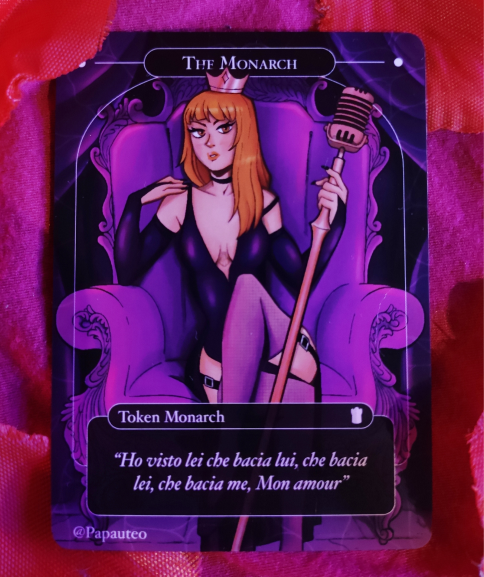 The Monarch
Token Monarch
“Ho visto lei che bacia lui, che bacia
lei, che bacia me, Mon amour”
@Papauteo